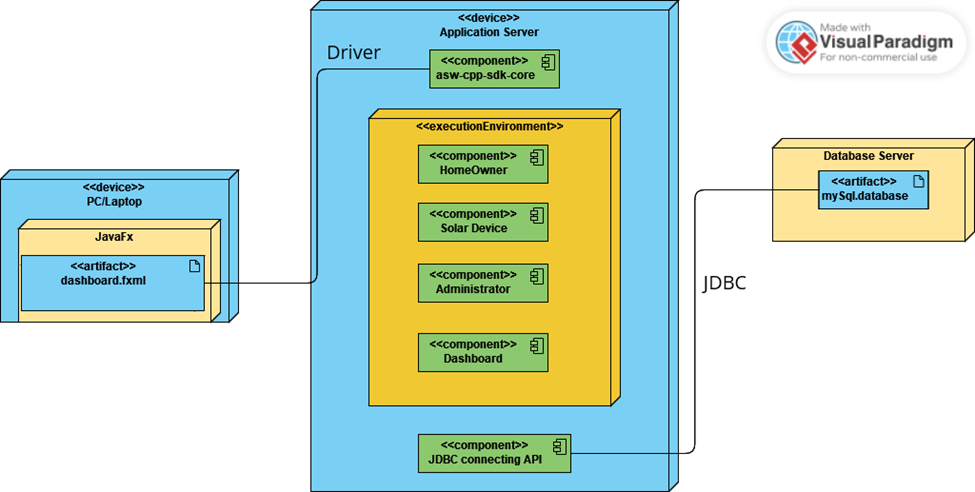 <<device>>
Application Server
Driver
<<component>>
asw-cpp-sdk-core
<<executionEnvironment>>
<<component>>
HomeOwner
<<component>>
Solar Device
<<component>>
Administrator
<<component>>
Dashboard
<<component>>
JDBC connecting API
<<device>>
PC/Laptop
JavaFx
<<artifact>>
dashboard.fxml
Database Server
<<artifact>>
mySql.database
JDBC
Made with
Visual Paradigm
For non-commercial use